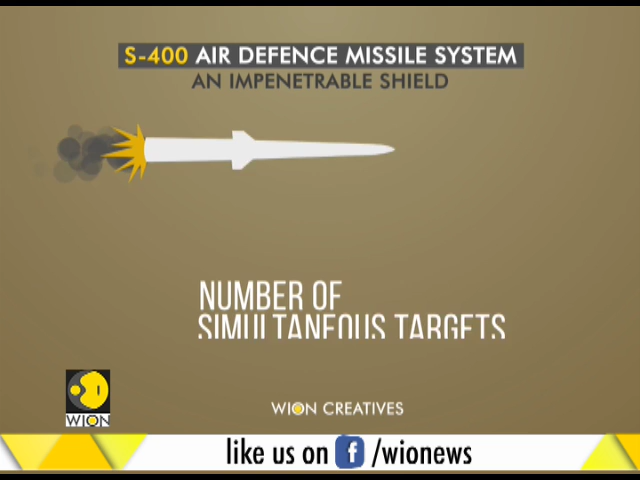 S-400 AIR DEFENCE MISSILE SYSTEM
AN IMPENETRABLE SHIELD
NUMBER OF
SIMULTANEOUS TARGETS
WION
WION CREATIVES
like us on f /wionews